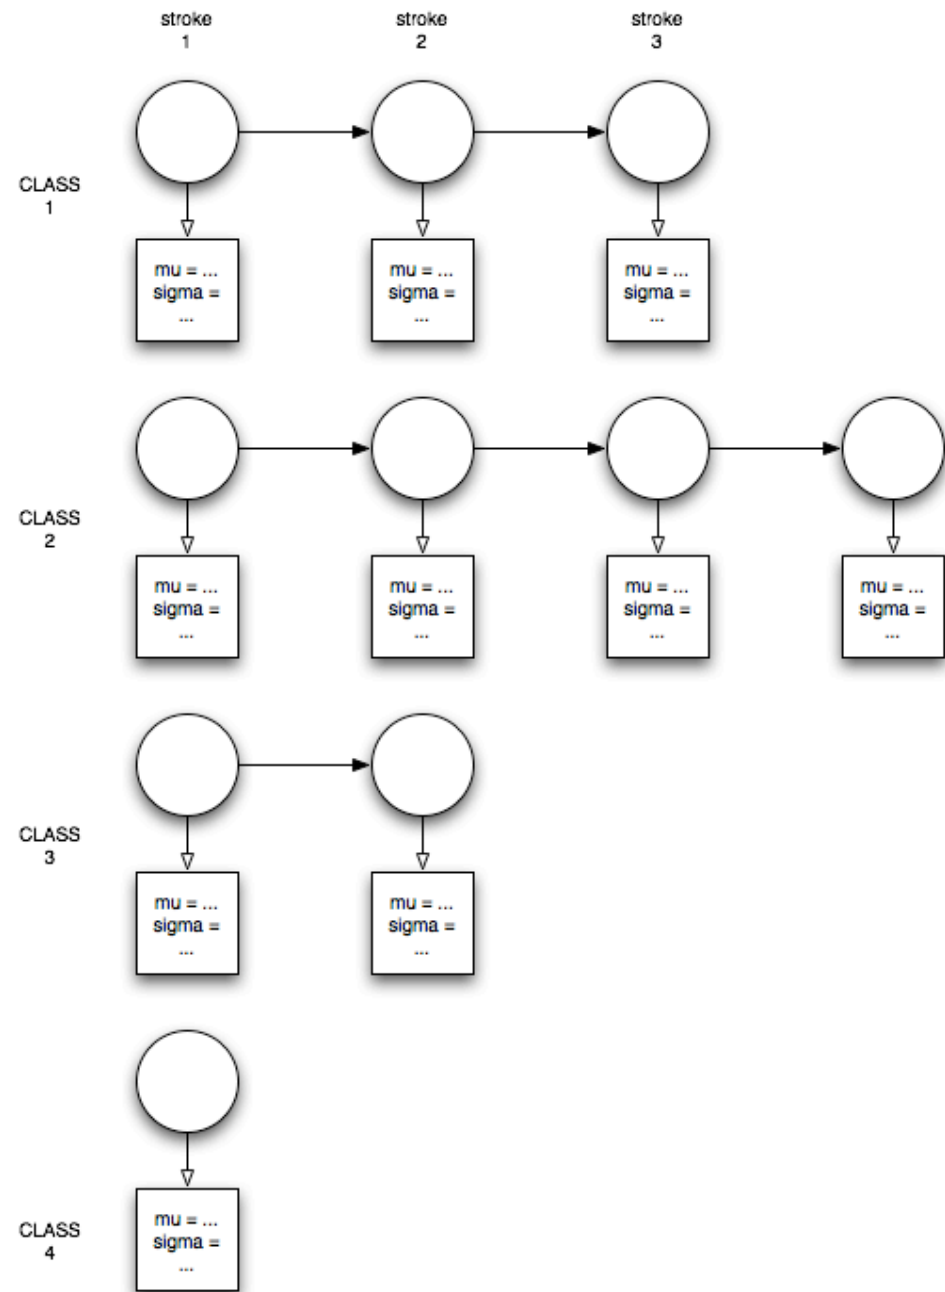 stroke
1
stroke
2
stroke
3
CLASS
1
mu = ...
sigma =
...
mu = ...
sigma =
...
mu = ...
sigma =
...
CLASS
2
mu = ...
sigma =
...
mu = ...
sigma =
...
mu = ...
sigma =
...
mu = ...
sigma =
...
CLASS
3
mu = ...
sigma =
...
mu = ...
sigma =
...
CLASS
4
mu = ...
sigma =
...